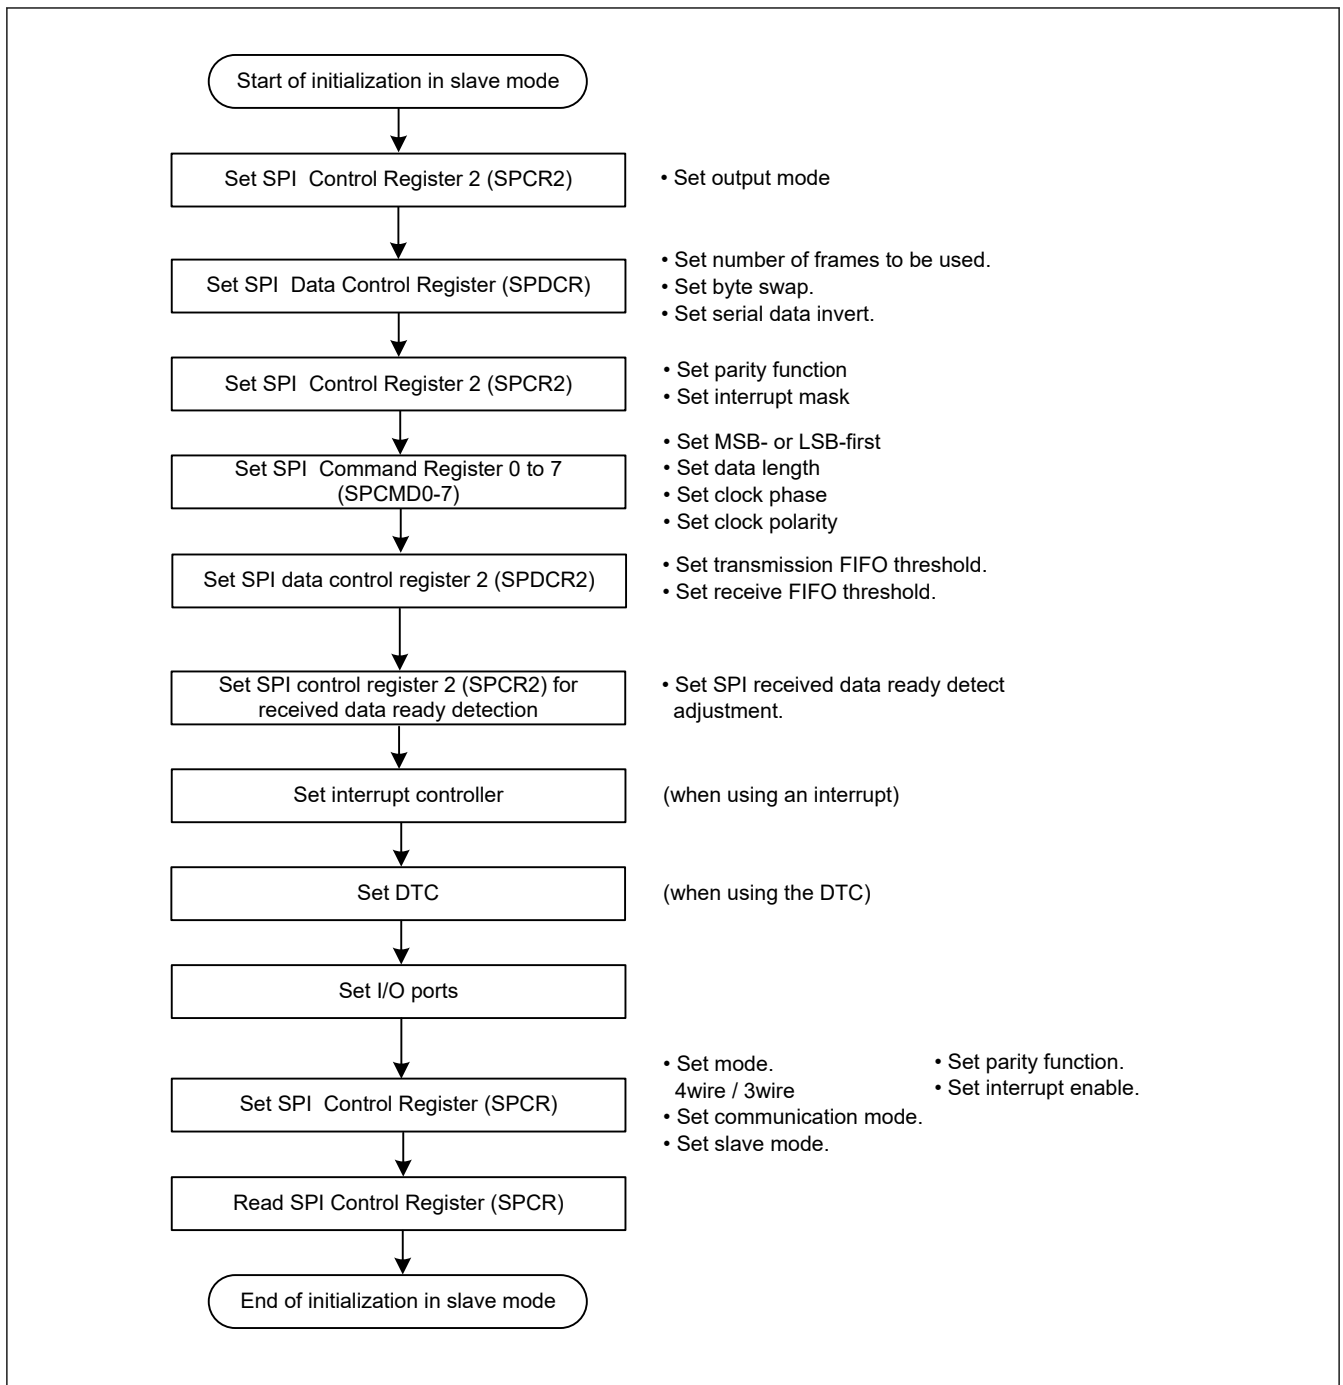 Start of initialization in slave mode
Set SPI  Control Register 2 (SPCR2)
• Set output mode
Set SPI  Data Control Register (SPDCR)
• Set number of frames to be used.
• Set byte swap.
• Set serial data invert.
Set SPI  Control Register 2 (SPCR2)
• Set parity function
• Set interrupt mask
Set SPI  Command Register 0 to 7
(SPCMD0-7)
• Set MSB- or LSB-first
• Set data length
• Set clock phase
• Set clock polarity
Set SPI data control register 2 (SPDCR2)
• Set transmission FIFO threshold.
• Set receive FIFO threshold.
Set SPI control register 2 (SPCR2) for
received data ready detection
• Set SPI received data ready detect
adjustment.
Set interrupt controller
(when using an interrupt)
Set DTC
(when using the DTC)
Set I/O ports
Set SPI  Control Register (SPCR)
• Set mode.
4wire / 3wire
• Set communication mode.
• Set slave mode.
• Set parity function.
• Set interrupt enable.
Read SPI Control Register (SPCR)
End of initialization in slave mode